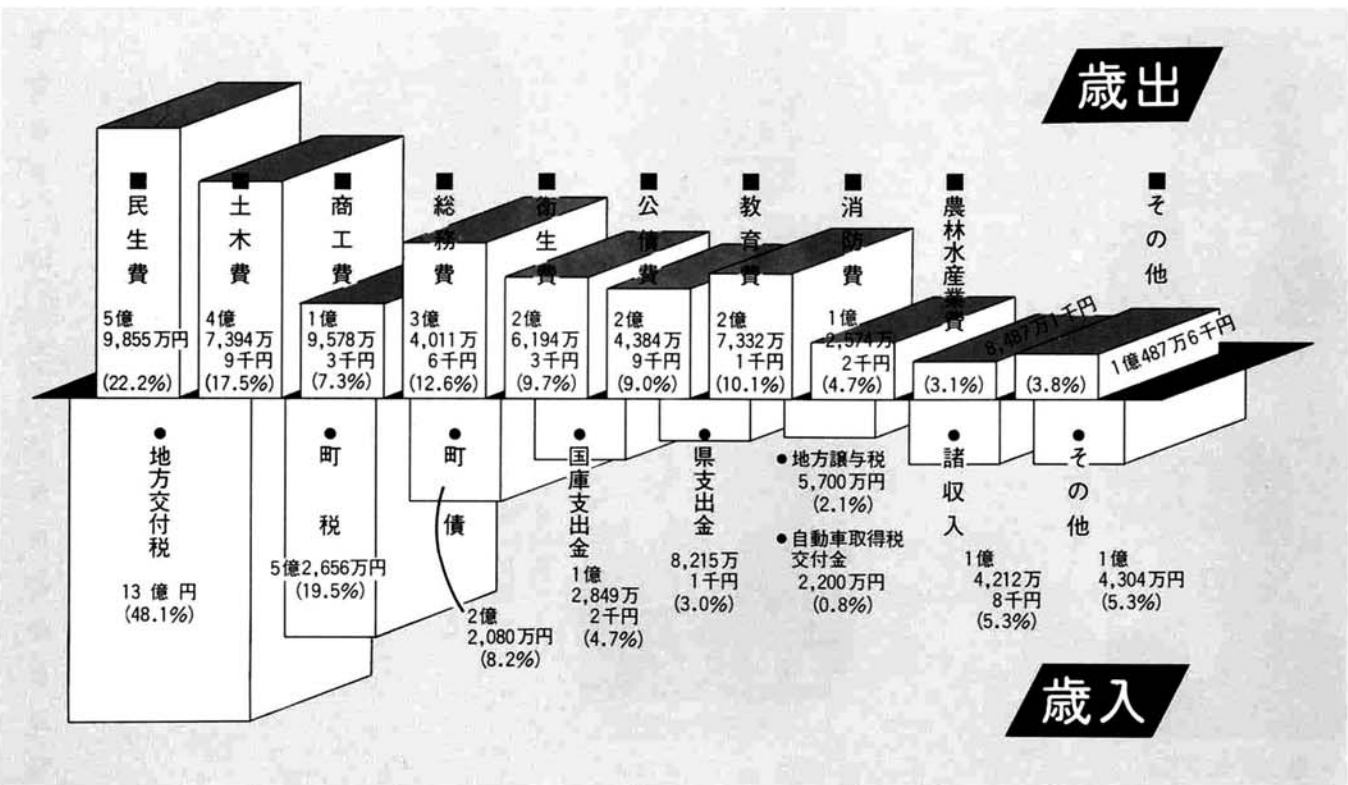 歳出
■民生費
5億
9,855万円
(22.2%)
■土木費
4億
7,394万
9千円
(17.5%)
■商工費
1億
9,578万
3千円
(7.3%)
■総務費
3億
4,011万
6千円
(12.6%)
■衛生費
2億
6,194万
3千円
(9.7%)
■公債費
2億
4,384万
9千円
(9.0%)
■教育費
2億
7,332万
1千円
(10.1%)
■消防費
1億
2,574万
2千円
(4.7%)
■農林水産業費
8,487万1千円
(3.1%)
■その他
1億487万6千円
(3.8%)
●地方交付税
13億円
(48.1%)
●町税
5億2,656万円
(19.5%)
●町債
2億
2,080万円
(8.2%)
●国庫支出金
1億
2,849万
2千円
(4.7%)
●県支出金
8,215万
1千円
(3.0%)
●地方譲与税
5,700万円
(2.1%)
●自動車取得税
交付金
2,200万円
(0.8%)
●諸収入
1億
4,212万
8千円
(5.3%)
●その他
1億
4,304万円
(5.3%)
歳入